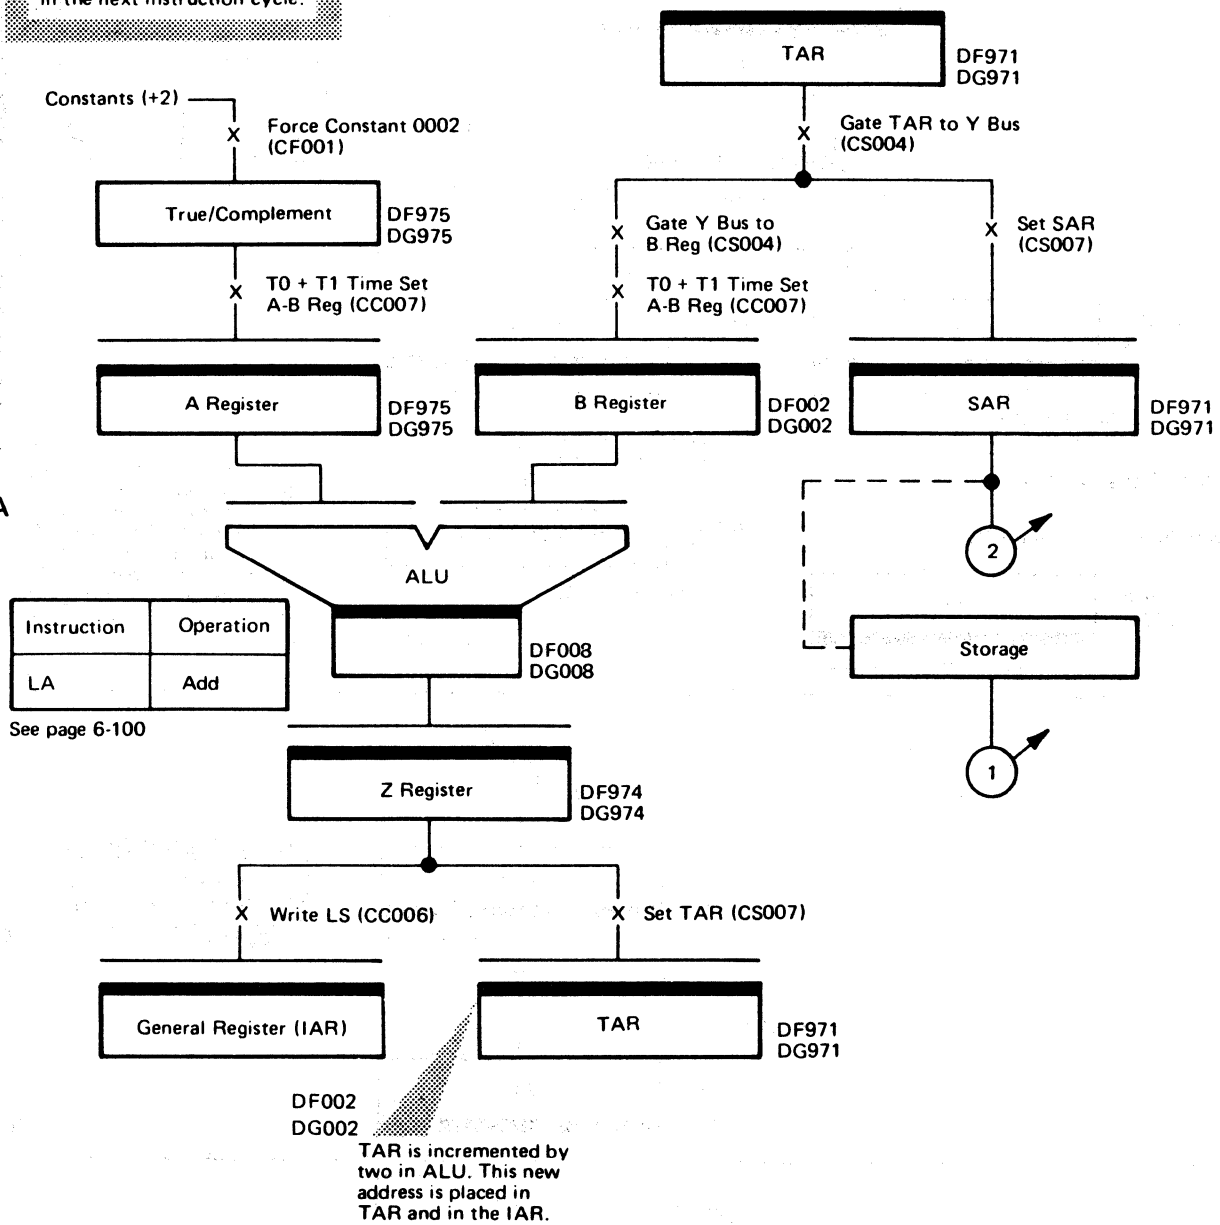 in the next instruction cycle.
TAR
DF971
DG971
Constants (+2)
Force Constant 0002
(CF001)
Gate TAR to Y Bus
(CS004)
True/Complement
DF975
DG975
Gate Y Bus to
B Reg (CS004)
Set SAR
(CS007)
T0 + T1 Time Set
A-B Reg (CC007)
T0 + T1 Time Set
A-B Reg (CC007)
A Register
DF975
DG975
B Register
DF002
DG002
SAR
DF971
DG971
A
ALU
2
Instruction
Operation
LA
Add
See page 6-100
DF008
DG008
Storage
1
Z Register
DF974
DG974
Write LS (CC006)
Set TAR (CS007)
General Register (IAR)
TAR
DF971
DG971
DF002
DG002
TAR is incremented by
two in ALU. This new
address is placed in
TAR and in the IAR.